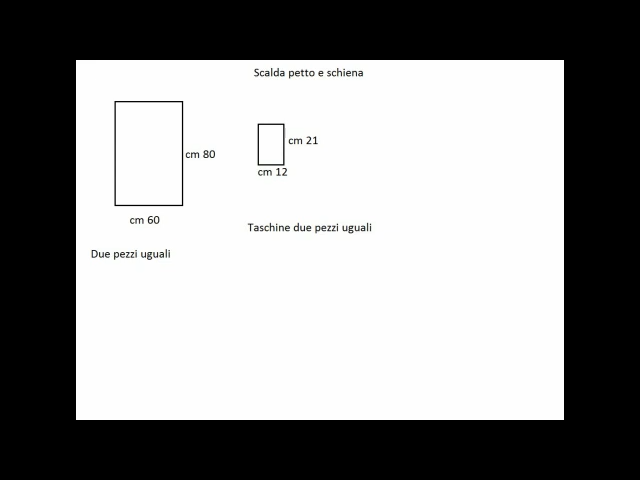 Scalda petto e schiena
cm 80
cm 60
Due pezzi uguali
cm 21
cm 12
Taschine due pezzi uguali